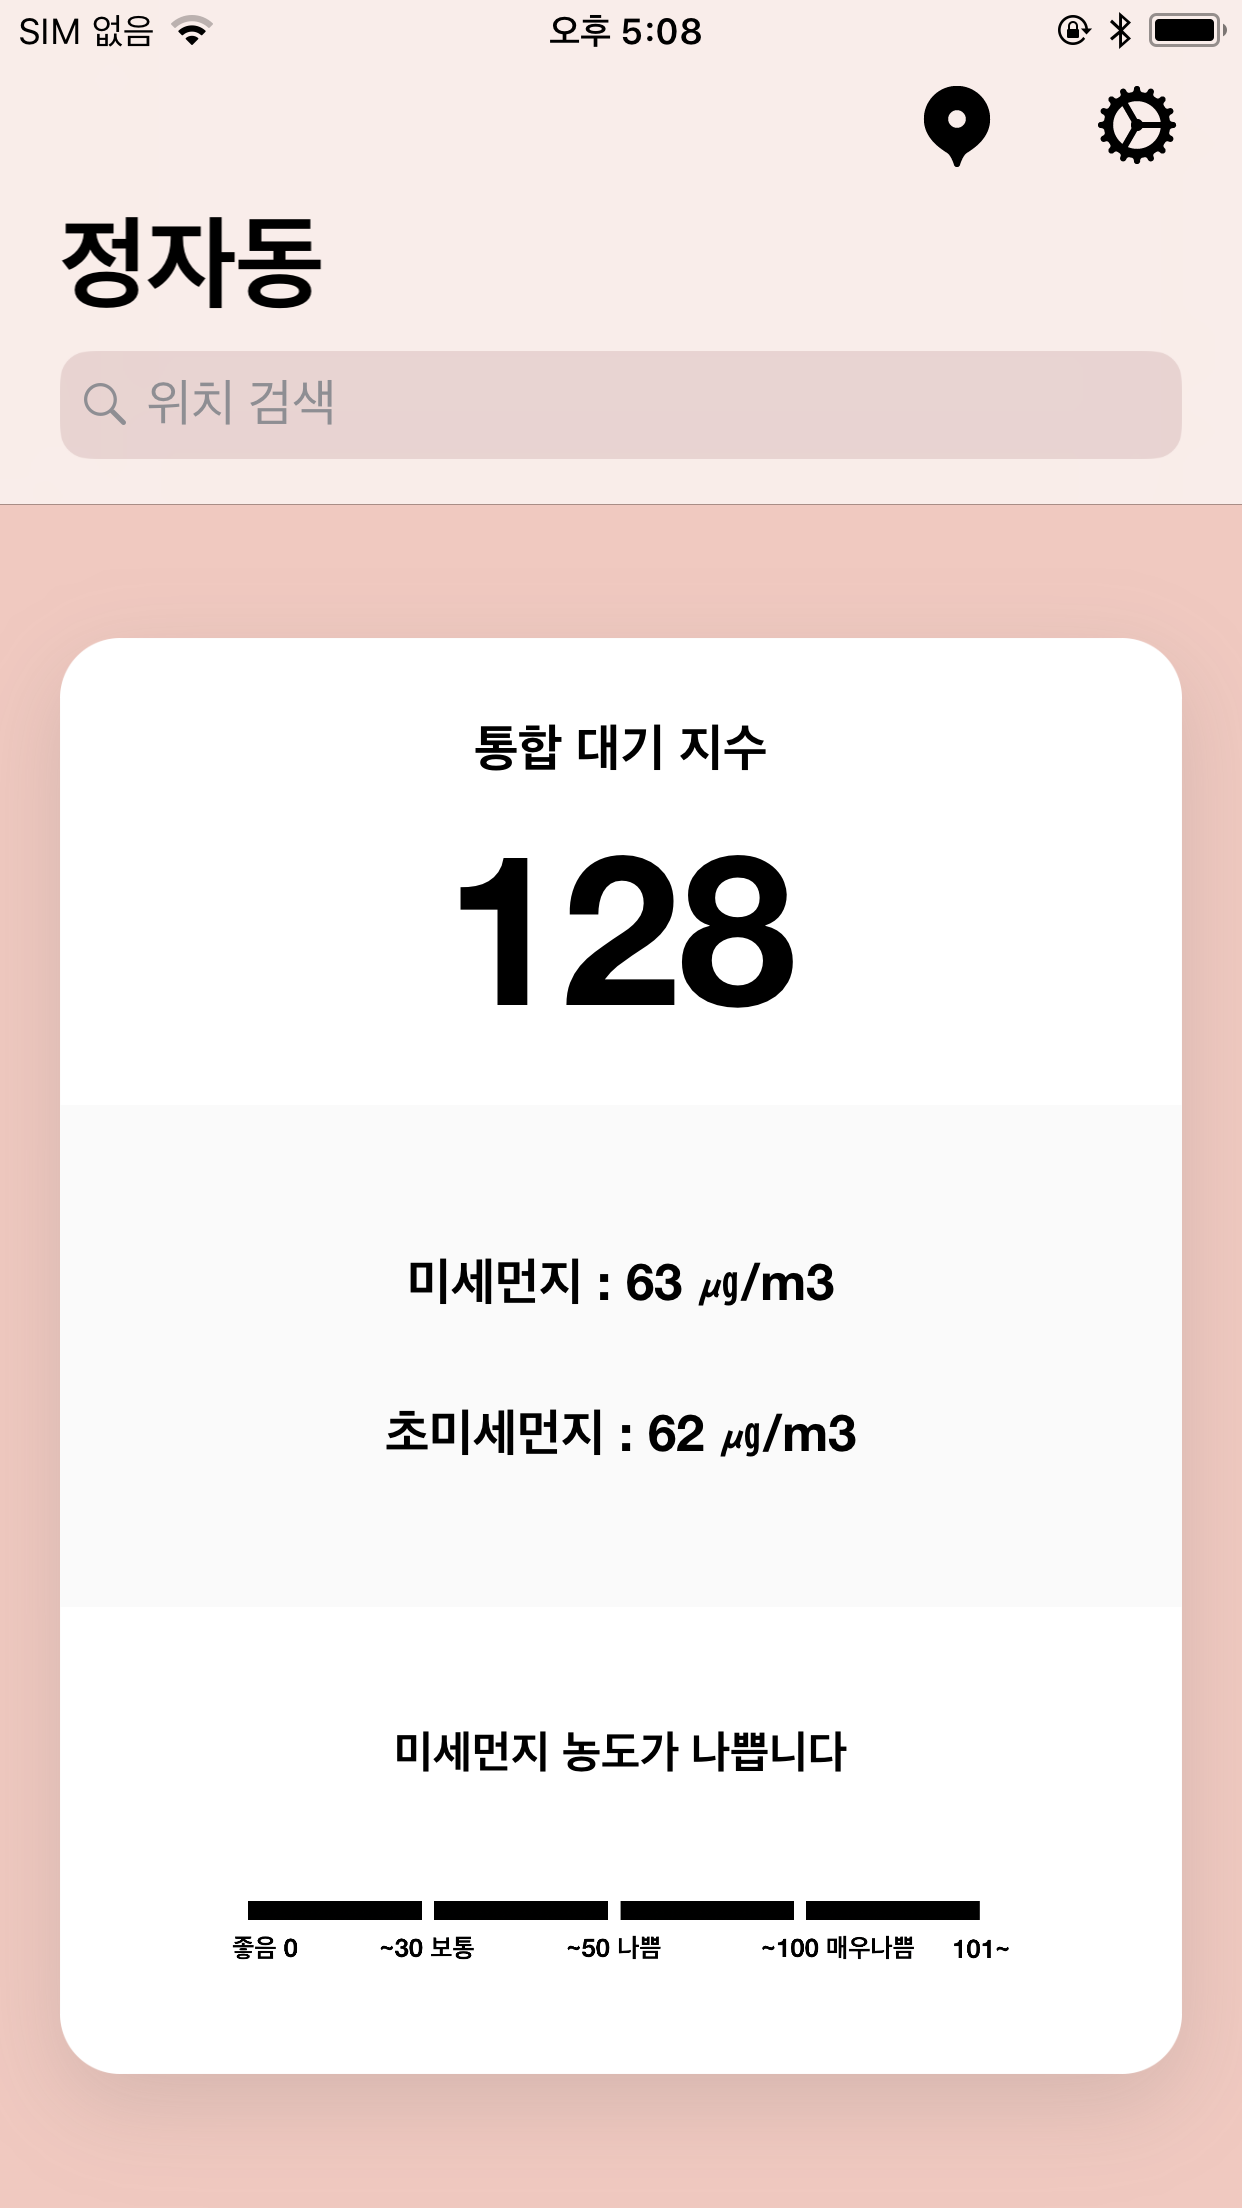 SIM 없음
오후 5:08
정자동
위치 검색
통합 대기 지수
128
미세먼지 : 63 ㎍/m3
초미세먼지 : 62 ㎍/m3
미세먼지 농도가 나쁩니다
좋음 0 ~30 보통 ~50 나쁨 ~100 매우나쁨 101~